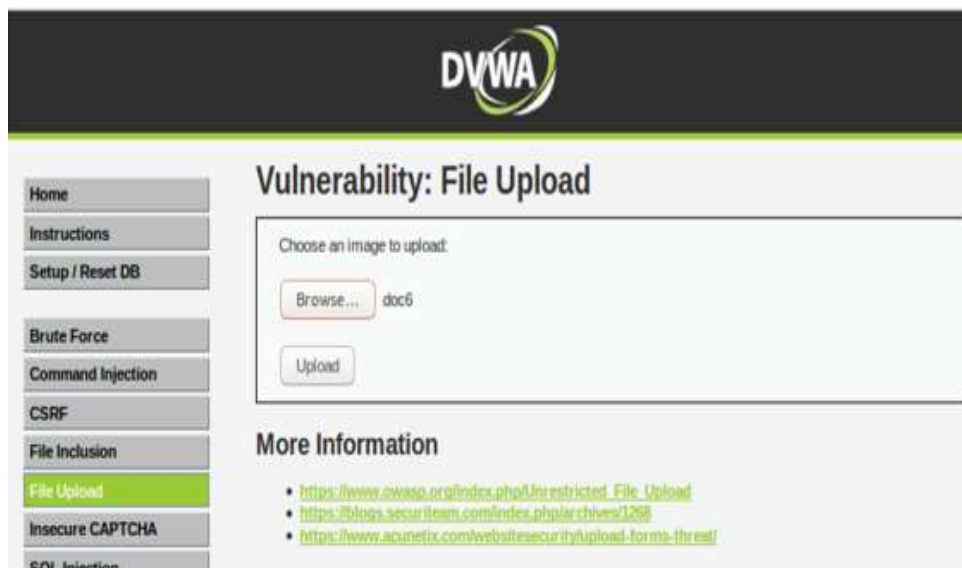 DVWA
Home
Instructions
Setup / Reset DB
Brute Force
Command Injection
CSRF
File Inclusion
File Upload
Insecure CAPTCHA
SQL Injection
Vulnerability: File Upload
Choose an image to upload:
Browse... doc6
Upload
More Information
https://www.owasp.org/index.php/Unrestricted_File_Upload
https://blogs.securiteam.com/index.php/archives/1268
https://www.acunetix.com/websitesecurity/upload-forms-threat/